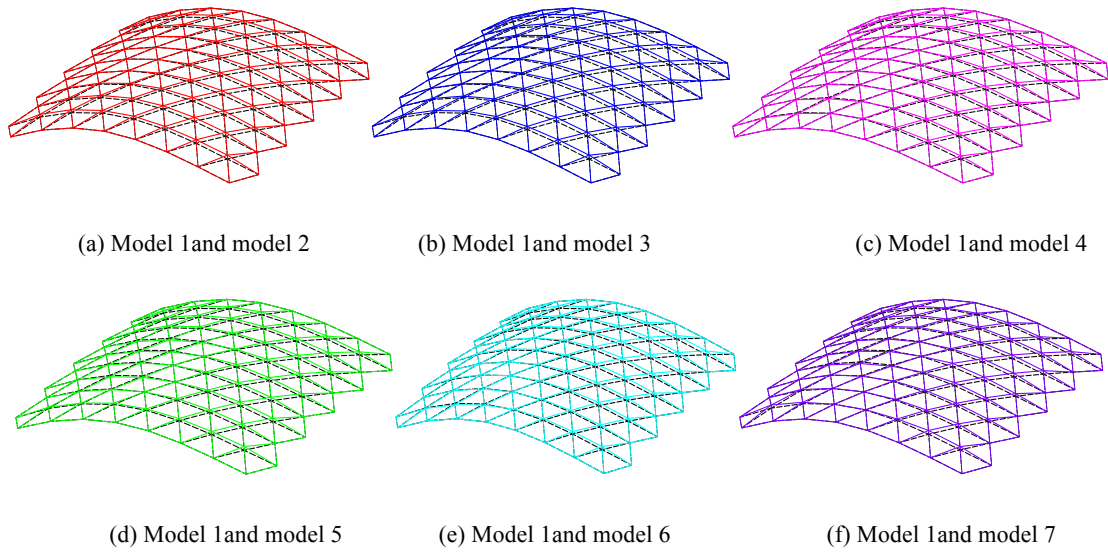 (a) Model 1and model 2
(b) Model 1and model 3
(c) Model 1and model 4
(d) Model 1and model 5
(e) Model 1and model 6
(f) Model 1and model 7